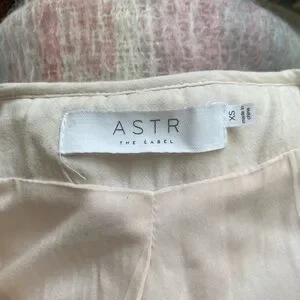 ASTR
THE LABEL
XS